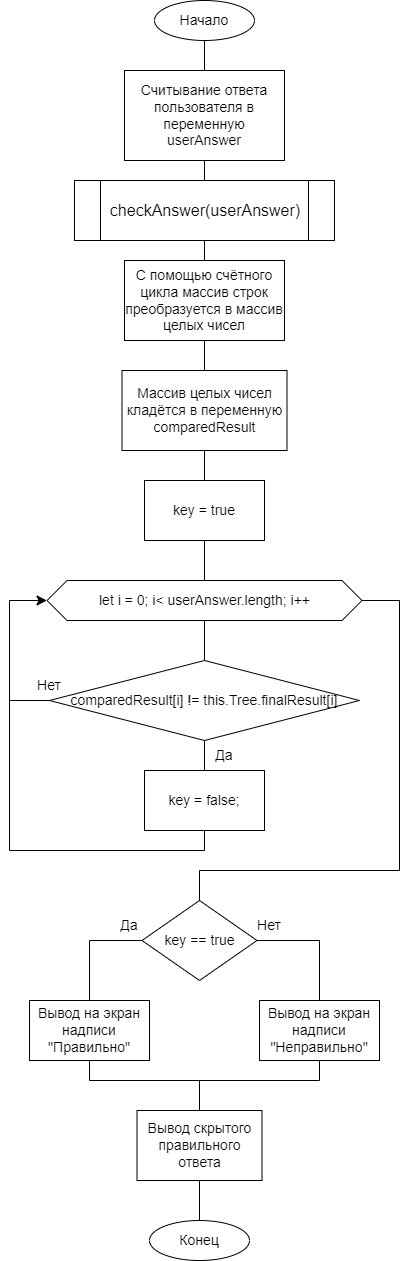 Начало
Считывание ответа
пользователя в
переменную
userAnswer
checkAnswer(userAnswer)
С помощью счётного
цикла массив строк
преобразуется в массив
целых чисел
Массив целых чисел
кладётся в переменную
comparedResult
key = true
let i = 0; i< userAnswer.length; i++
Нет
comparedResult[i] != this.Tree.finalResult[i]
Да
key = false;
Да
Нет
key == true
Вывод на экран
надписи
"Правильно"
Вывод на экран
надписи
"Неправильно"
Вывод скрытого
правильного
ответа
Конец